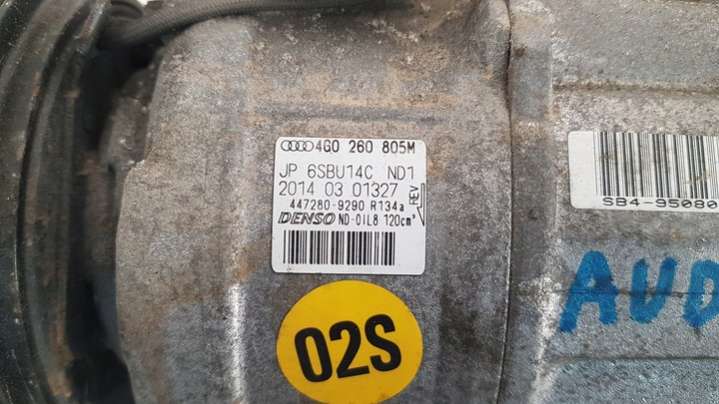 4G0 260 805M
JP 6SBU14C ND1
2014 03 01327
HEV
447280-9290 R134a
DENSO ND-OIL8 120cm³
02S
SB4-95080
AUD